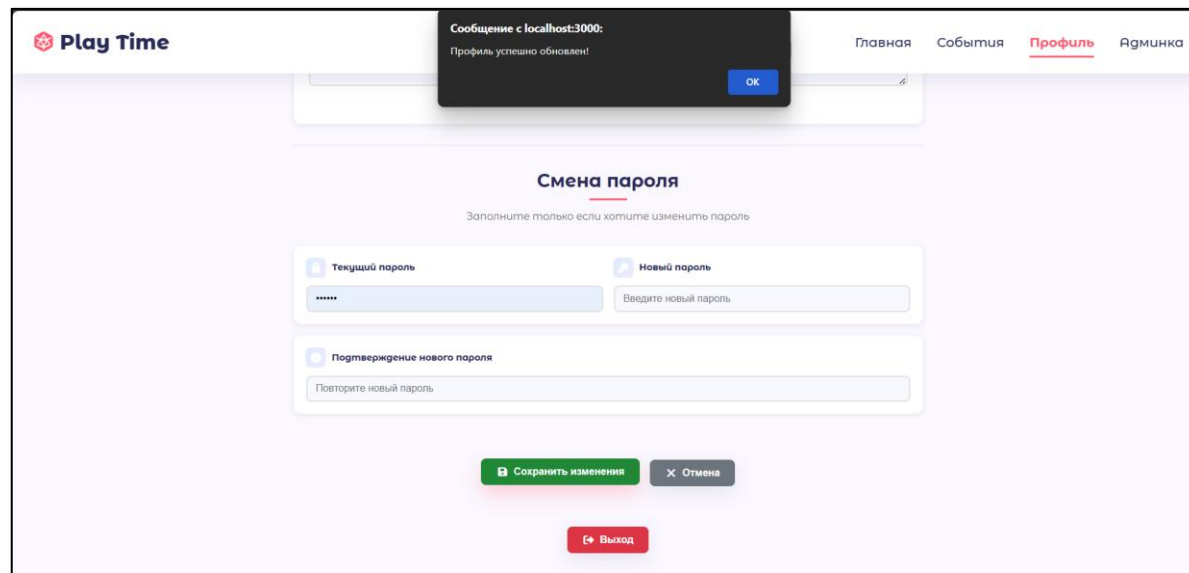 Play Time
Сообщение с localhost:3000:
Профиль успешно обновлен!
ОК
Главная События Профиль Админка
Смена пароля
Заполните только если хотите изменить пароль
Текущий пароль
Новый пароль
••••••
Введите новый пароль
Подтверждение нового пароля
Повторите новый пароль
Сохранить изменения
Отмена
Выход